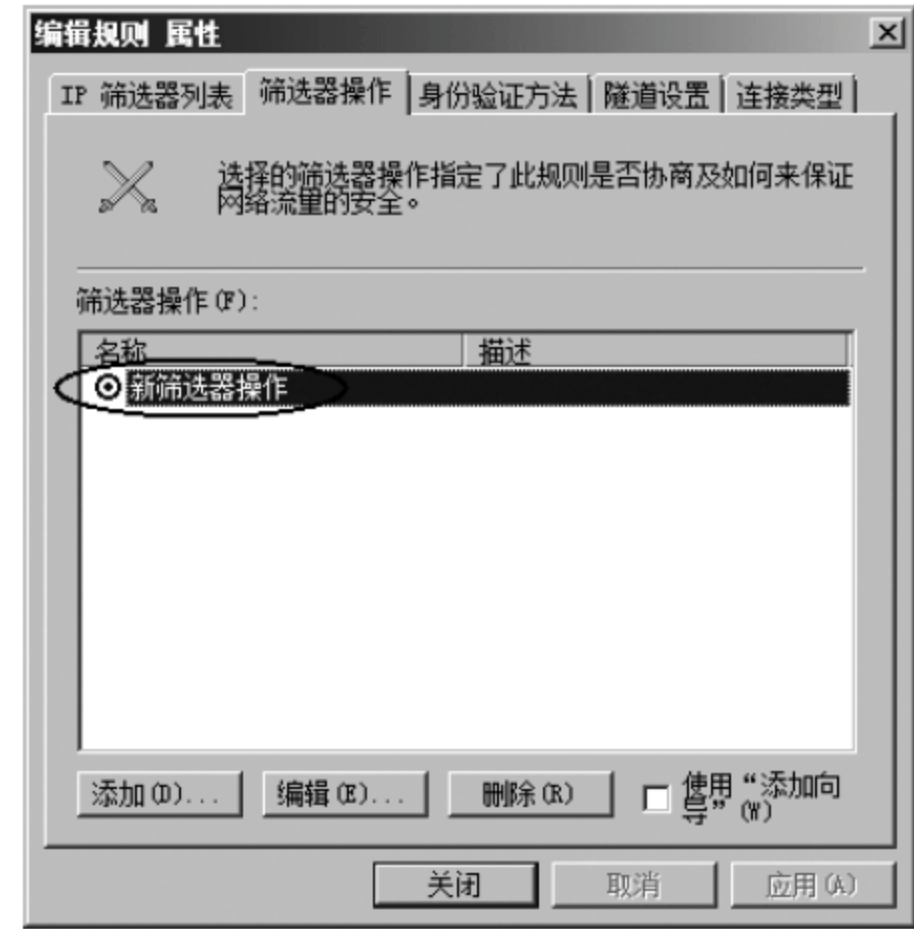 编辑规则 属性
IP 筛选器列表 筛选器操作 身份验证方法 隧道设置 连接类型
选择的筛选器操作指定了此规则是否协商及如何来保证
网络流量的安全。
筛选器操作(F):
名称 描述
新筛选器操作
添加(D)... 编辑(E)... 删除(R) 使用“添加向
导”(W)
关闭 取消 应用(A)